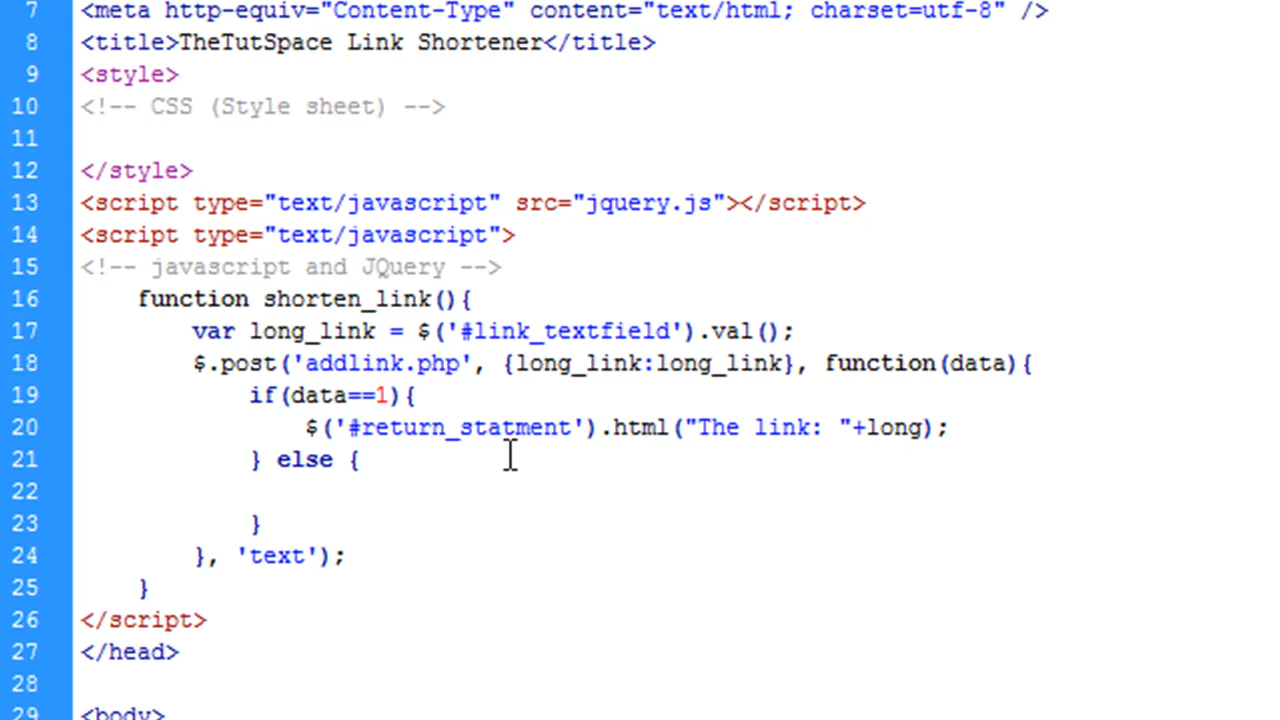 7 <meta http-equiv="Content-Type" content="text/html; charset=utf-8" />
8 <title>TheTutSpace Link Shortener</title>
9 <style>
10 <!-- CSS (Style sheet) -->
11
12 </style>
13 <script type="text/javascript" src="jquery.js"></script>
14 <script type="text/javascript">
15 <!-- javascript and JQuery -->
16 function shorten_link(){
17 var long_link = $('#link_textfield').val();
18 $.post('addlink.php', {long_link:long_link}, function(data){
19 if(data==1){
20 $('#return_statment').html("The link: "+long);
21 } else {
22
23 }
24 }, 'text');
25 }
26 </script>
27 </head>
28
29 <body>